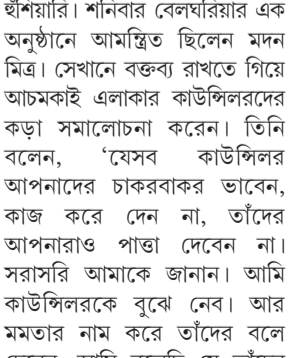 হুঁশিয়ারি। শনিবার বেলঘরিয়ার এক
অনুষ্ঠানে আমন্ত্রিত ছিলেন মদন
মিত্র। সেখানে বক্তব্য রাখতে গিয়ে
আচমকাই এলাকার কাউন্সিলরদের
কড়া সমালোচনা করেন। তিনি
বলেন, ‘যেসব কাউন্সিলর
আপনাদের চাকরবাকর ভাবেন,
কাজ করে দেন না, তাঁদের
আপনারাও পাত্তা দেবেন না।
সরাসরি আমাকে জানান। আমি
কাউন্সিলরকে বুঝে নেব। আর
মমতার নাম করে তাঁদের বলে